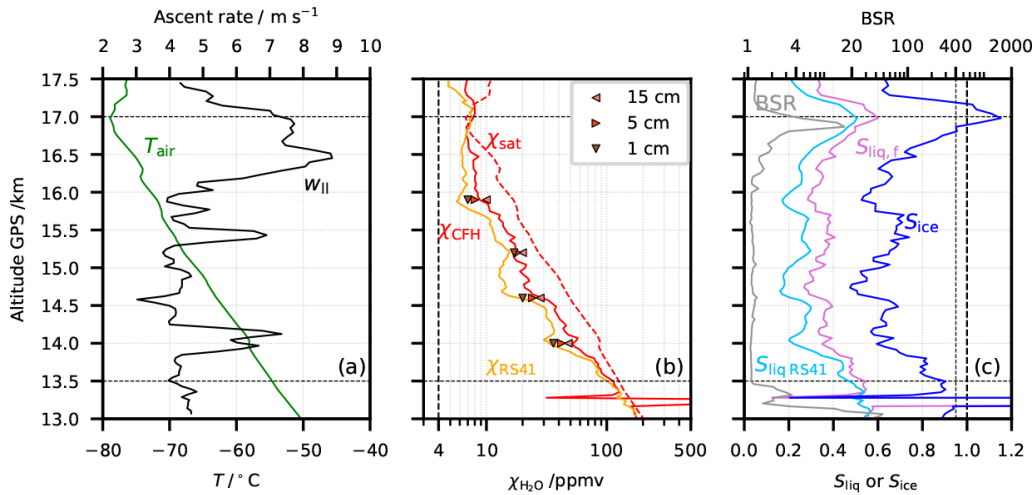 Ascent rate / m s⁻¹
BSR
2 3 4 5 6 7 8 9 10
1 4 20 100 400 2000
17.5
17.0
16.5
16.0
15.5
15.0
14.5
14.0
13.5
13.0
Altitude GPS/km
T_air
w_ll
(a)
−80 −70 −60 −50 −40
T / °C
15 cm
5 cm
1 cm
χ_sat
χ_CFH
χ_RS41
(b)
4 10 100 500
χ_H₂O /ppmv
BSR
S_liq, f
S_ice
S_liq RS41
(c)
0.0 0.2 0.4 0.6 0.8 1.0 1.2
S_liq or S_ice